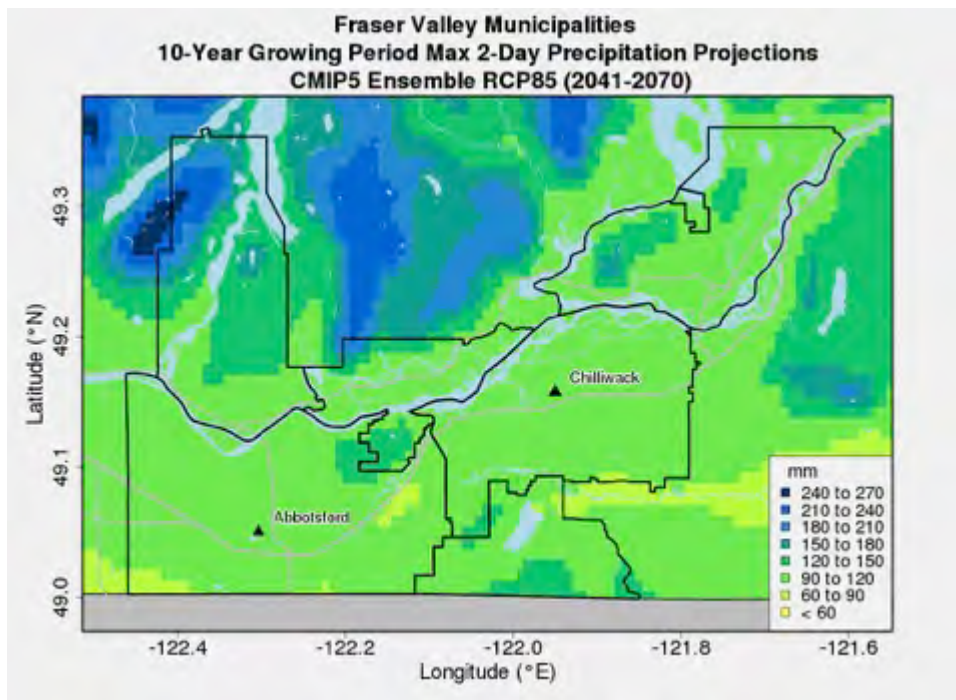 Fraser Valley Municipalities
10-Year Growing Period Max 2-Day Precipitation Projections
CMIP5 Ensemble RCP85 (2041-2070)
Latitude (°N)
49.3
49.2
49.1
49.0
Chilliwack
Abbotsford
mm
240 to 270
210 to 240
180 to 210
150 to 180
120 to 150
90 to 120
60 to 90
< 60
-122.4
-122.2
-122.0
-121.8
-121.6
Longitude (°E)